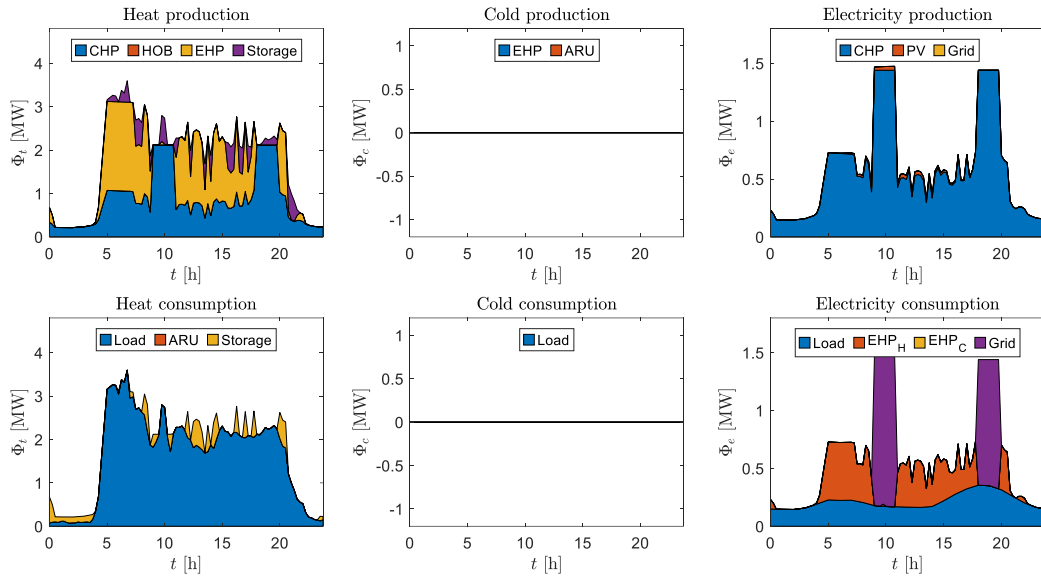 Heat production
CHP HOB EHP Storage
Φt [MW]
4
3
2
1
0
0 5 10 15 20
t [h]
Cold production
EHP ARU
Φc [MW]
1
0.5
0
-0.5
-1
0 5 10 15 20
t [h]
Electricity production
CHP PV Grid
Φe [MW]
1.5
1
0.5
0
0 5 10 15 20
t [h]
Heat consumption
Load ARU Storage
Φt [MW]
4
3
2
1
0
0 5 10 15 20
t [h]
Cold consumption
Load
Φc [MW]
1
0.5
0
-0.5
-1
0 5 10 15 20
t [h]
Electricity consumption
Load EHP_H EHP_C Grid
Φe [MW]
1.5
1
0.5
0
0 5 10 15 20
t [h]